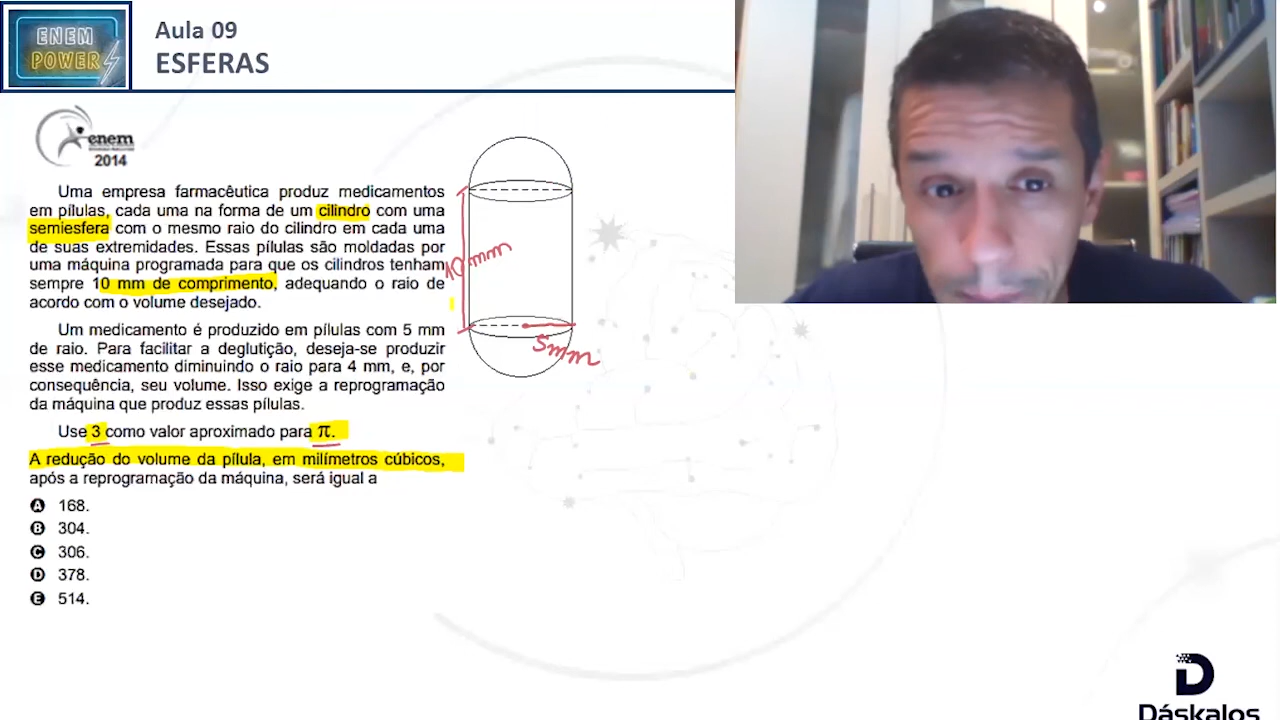 ENEM
POWER
Aula 09
ESFERAS
enem
2014
Uma empresa farmacêutica produz medicamentos
em pílulas, cada uma na forma de um cilindro com uma
semiesfera com o mesmo raio do cilindro em cada uma
de suas extremidades. Essas pílulas são moldadas por
uma máquina programada para que os cilindros tenham
sempre 10 mm de comprimento, adequando o raio de
acordo com o volume desejado.
Um medicamento é produzido em pílulas com 5 mm
de raio. Para facilitar a deglutição, deseja-se produzir
esse medicamento diminuindo o raio para 4 mm, e, por
consequência, seu volume. Isso exige a reprogramação
da máquina que produz essas pílulas.
Use 3 como valor aproximado para π.
A redução do volume da pílula, em milímetros cúbicos,
após a reprogramação da máquina, será igual a
A 168.
B 304.
C 306.
D 378.
E 514.
10 mm
5mm
Dáskalos